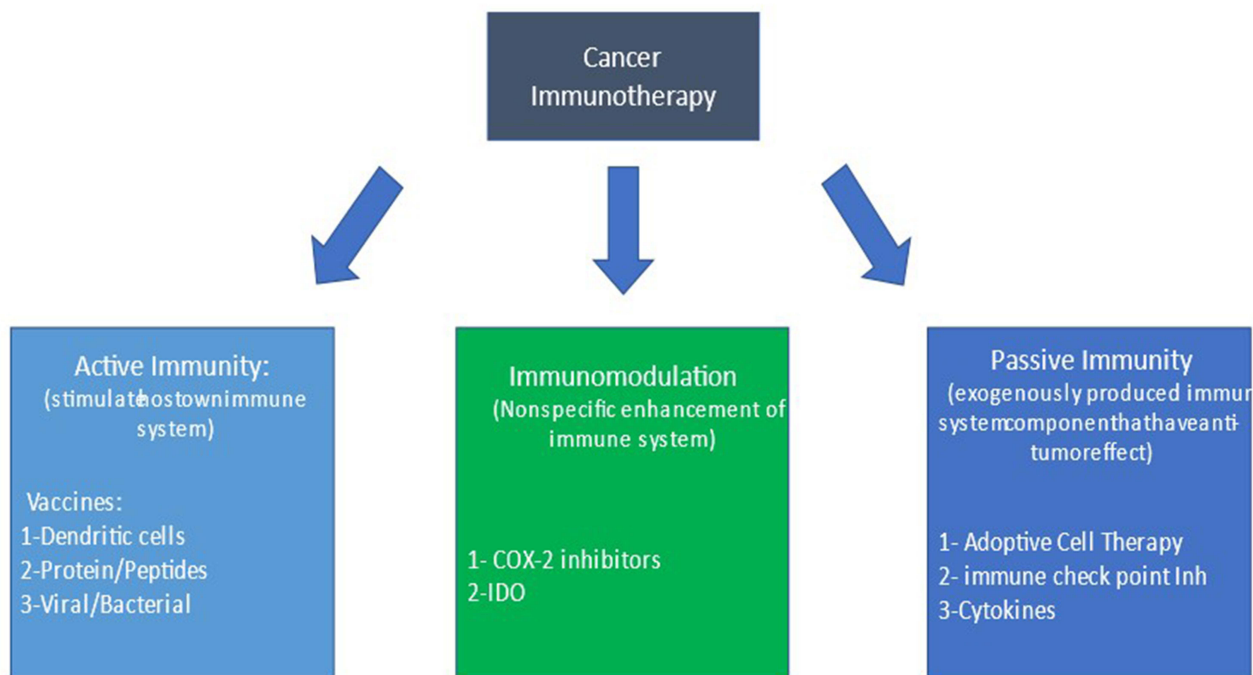 Cancer
Immunotherapy
Active Immunity:
(stimulatehostownimmune
system)
Vaccines:
1-Dendritic cells
2-Protein/Peptides
3-Viral/Bacterial
Immunomodulation
(Nonspecific enhancement of
immune system)
1- COX-2 inhibitors
2-IDO
Passive Immunity
(exogenously produced immun
systemcomponenthathaveanti-
tumoreffect)
1- Adoptive Cell Therapy
2- immune check point Inh
3-Cytokines